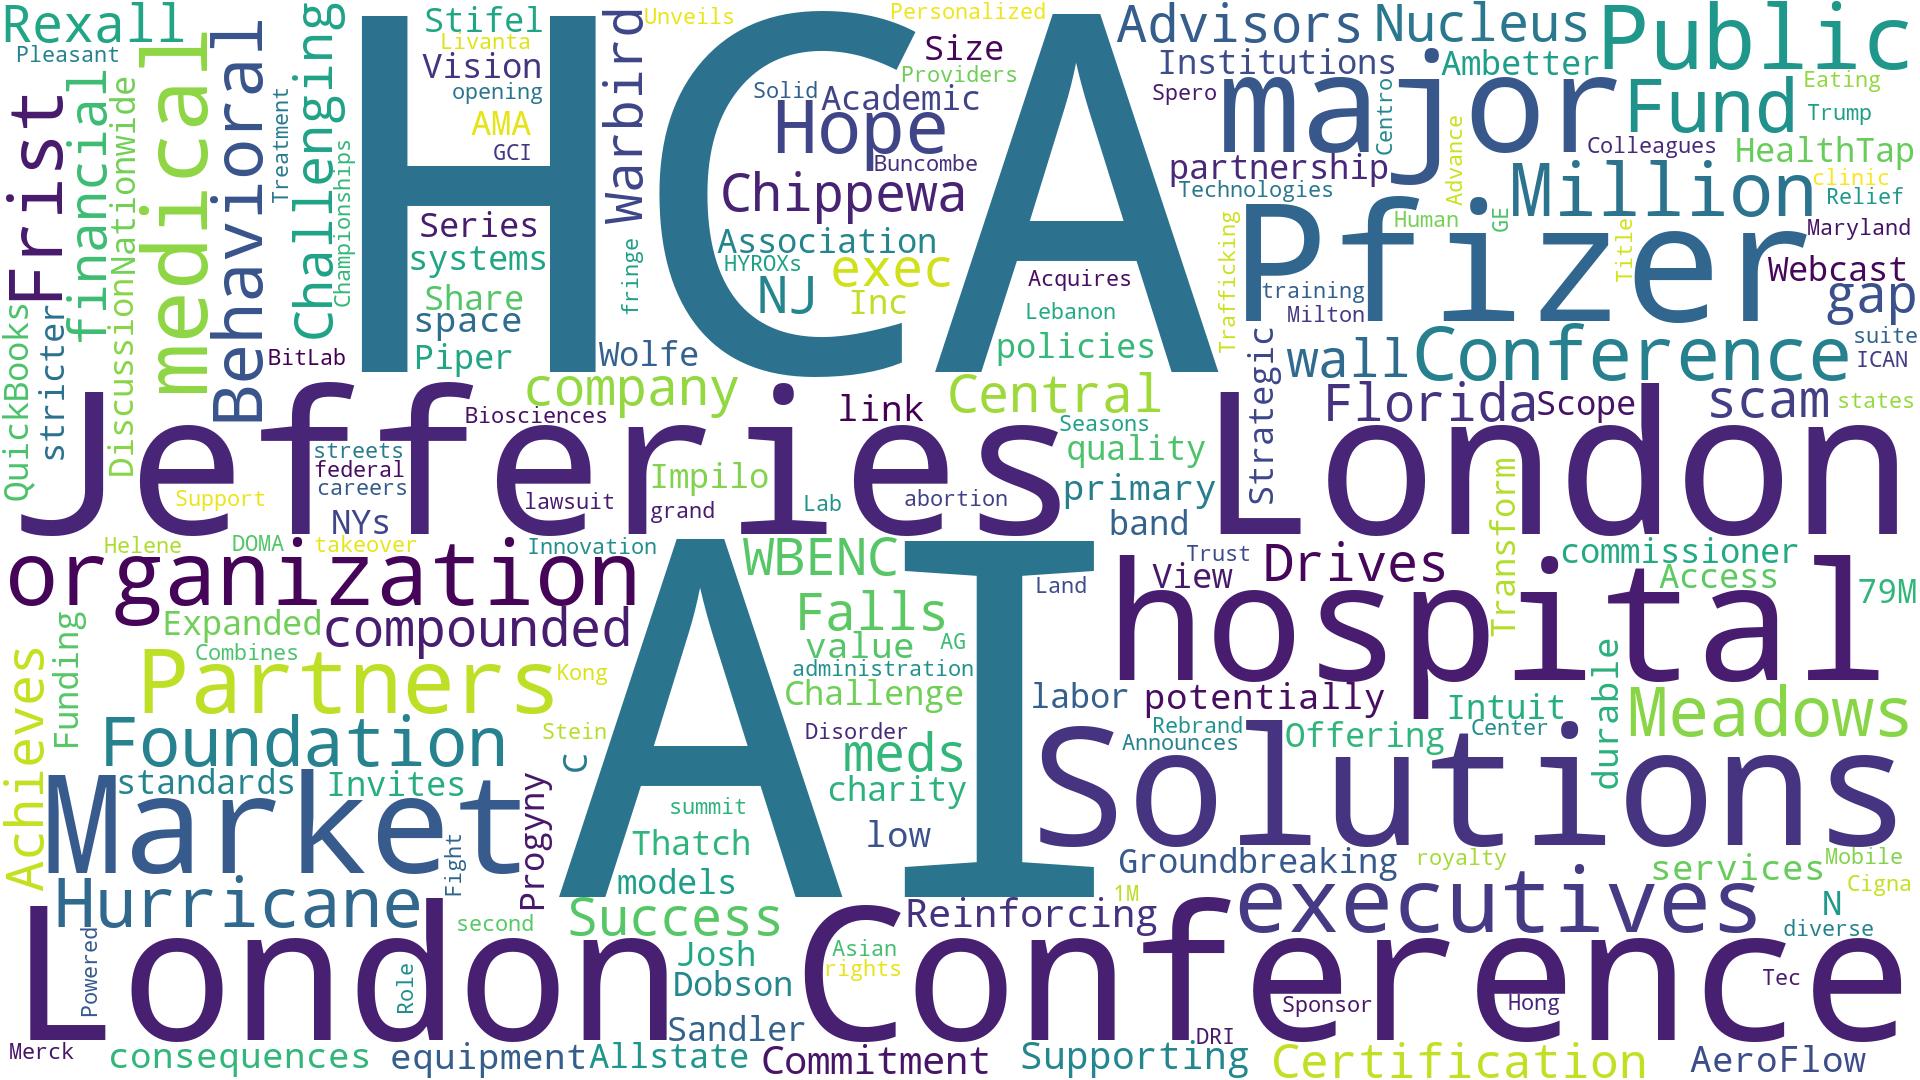 Rexall
Pleasant
Frist
financial
DiscussionNationwide
medical
Behavioral
Treatment
Challenging
Championships
QuickBooks
stricter
BitLab
HCA
Stifel
Livanta
Vision
opening
AMA
GCI
Series
systems
Share
space
Piper
Warbird
fringe
Wolfe
Unveils
Personalized
Size
Providers
Solid
Academic
Hope
Buncombe
Chippewa
Association
HYROXs
exec
NJ
Inc
Acquires
Lebanon
policies
Advisors
Nucleus
Public
Institutions
Ambetter
Spero
major
Centro
Fund
Eating
Trump
Colleagues
HealthTap
partnership
Technologies
Advance
Million
clinic
Relief
Human
GE
Title
Maryland
Trafficking
Pfizer
Webcast
training
Milton
gap
Strategic
wall
Conference
suite
ICAN
company
Central
Biosciences
link
Seasons
quality
Florida
Scope
scam
states
Jefferies
London
streets
federal
careers
Support
NYs
lawsuit
Impilo
grand
Lab
abortion
primary
band
Helene
DOMA
takeover
Innovation
organization
WBENC
Land
Trust
View
Drives
Transform
commissioner
Access
79M
AI
hospital
Falls
value
AG
administration
Challenge
Disorder
meds
charity
low
summit
Thatch
models
Funding
Expanded
compounded
Combines
Partners
Kong
Stein
Achieves
Foundation
standards
Invites
C
Progyny
Market
Fight
Hurricane
labor
potentially
Rebrand
Announces
Offering
Intuit
Center
durable
Meadows
Solutions
Groundbreaking
royalty
services
Mobile
Cigna
1M
Reinforcing
executives
N
diverse
second
Success
Josh
Dobson
Sandler
Asian
rights
Powered
Role
London
Conference
Sponsor
Hong
Tec
DRI
Merck
consequences
equipment
Allstate
Commitment
Supporting
Certification
AeroFlow